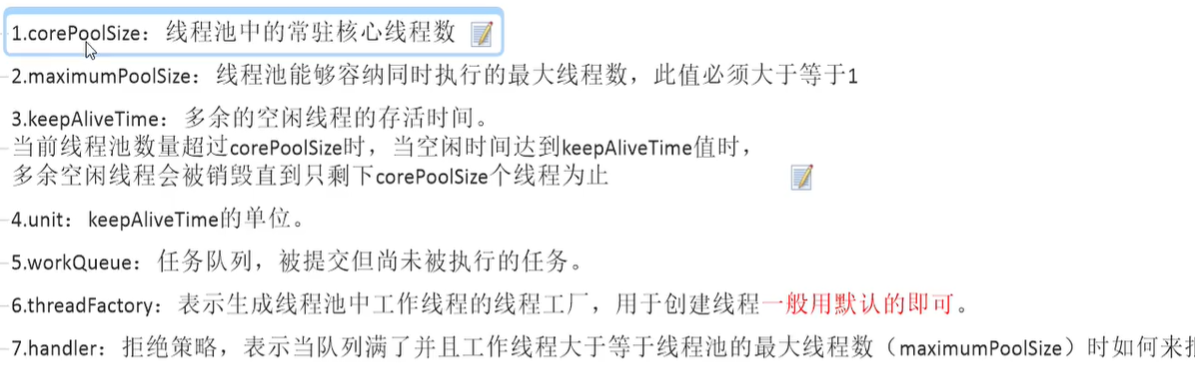 1.corePoolSize：线程池中的常驻核心线程数
2.maximumPoolSize：线程池能够容纳同时执行的最大线程数，此值必须大于等于1
3.keepAliveTime：多余的空闲线程的存活时间。
当前线程池数量超过corePoolSize时，当空闲时间达到keepAliveTime值时，
多余空闲线程会被销毁直到只剩下corePoolSize个线程为止
4.unit：keepAliveTime的单位。
5.workQueue：任务队列，被提交但尚未被执行的任务。
6.threadFactory：表示生成线程池中工作线程的线程工厂，用于创建线程一般用默认的即可。
7.handler：拒绝策略，表示当队列满了并且工作线程大于等于线程池的最大线程数（maximumPoolSize）时如何来